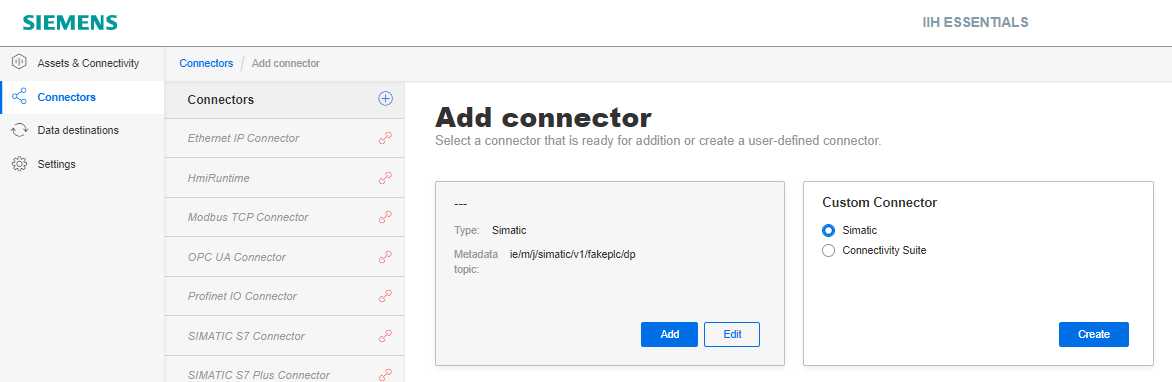 SIEMENS
IIH ESSENTIALS
Assets & Connectivity
Connectors
Data destinations
Settings
Connectors / Add connector
Connectors
Ethernet IP Connector
HmiRuntime
Modbus TCP Connector
OPC UA Connector
Profinet IO Connector
SIMATIC S7 Connector
SIMATIC S7 Plus Connector
Add connector
Select a connector that is ready for addition or create a user-defined connector.
---
Type: Simatic
Metadata ie/m/j/simatic/v1/fakeplc/dp
topic:
Add
Edit
Custom Connector
Simatic
Connectivity Suite
Create